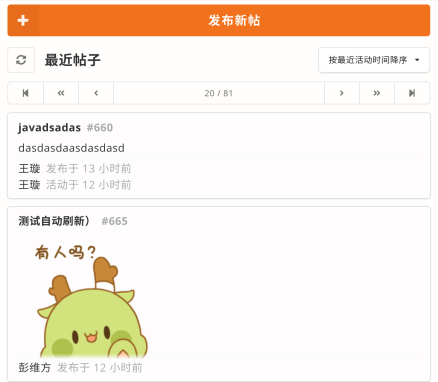 发布新帖
最近帖子
按最近活动时间降序
20 / 81
javadsadas #660
dasdasdaasdasdasd
王璇 发布于 13 小时前
王璇 活动于 12 小时前
测试自动刷新） #665
有人吗?
彭维方 发布于 12 小时前